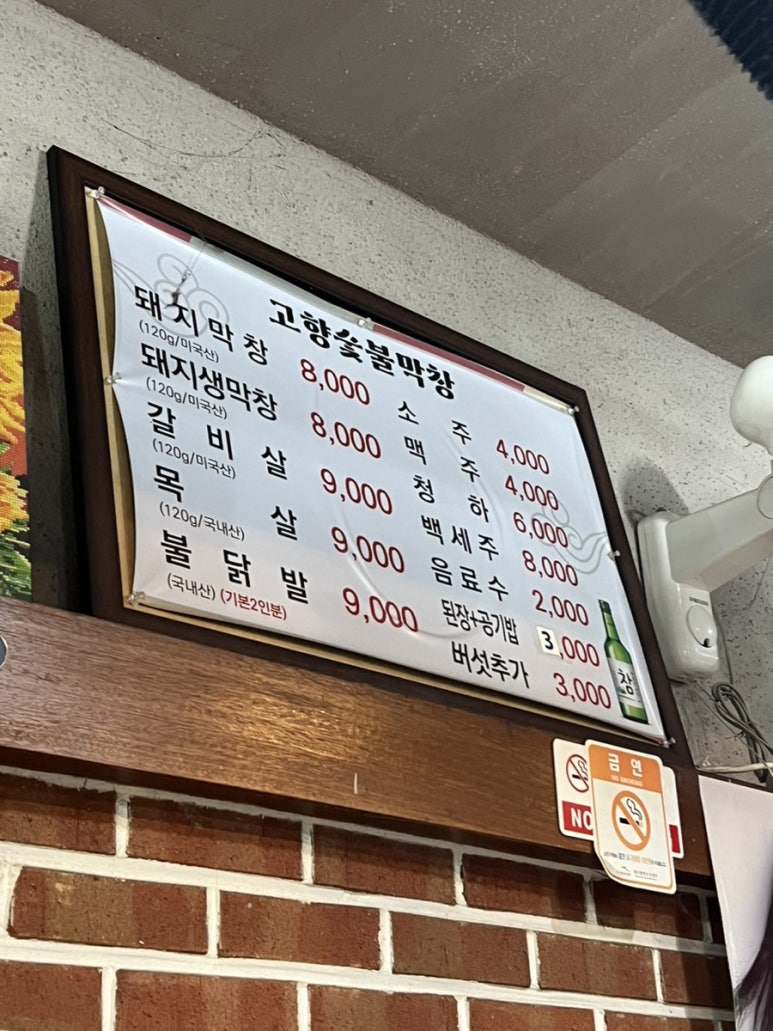 고향숯불막창
돼지막창 8,000
(120g/미국산)
돼지생막창 8,000
(120g/미국산)
갈비살 9,000
(120g/미국산)
목살 9,000
(120g/국내산)
불닭발 9,000
(국내산) (기본2인분)
소주 4,000
맥주 4,000
청하 6,000
백세주 8,000
음료수 2,000
된장+공기밥 3,000
버섯추가 3,000
참
SAMSUNG
NO
금연
NO SMOKING